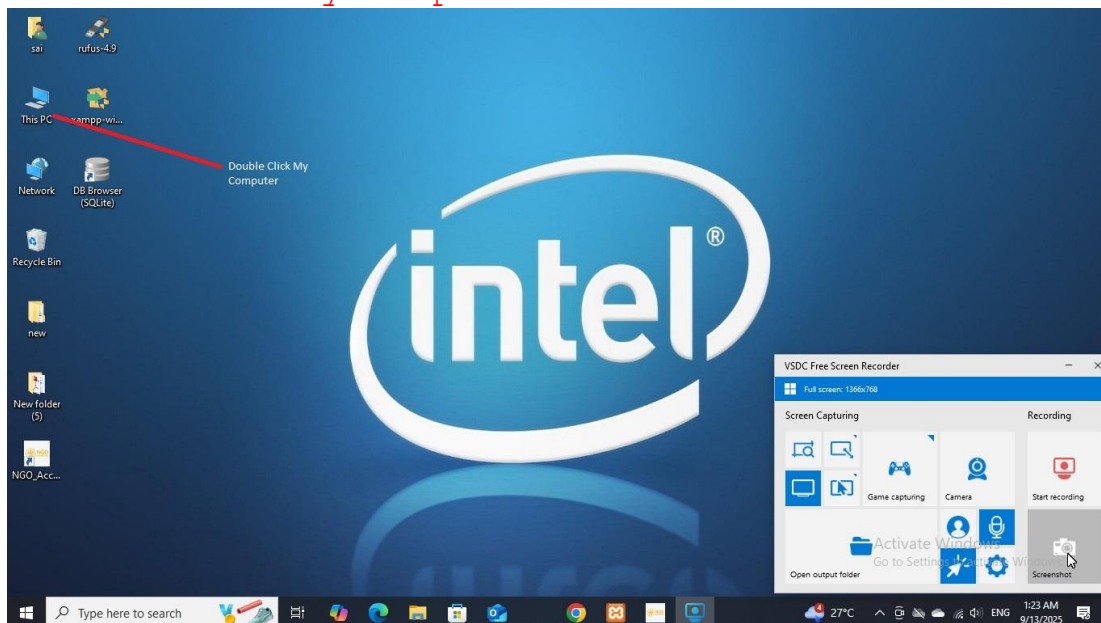 sai
rufus-4.9
This PC
xampp-wi...
Double Click My
Computer
Network
DB Browser
(SQLite)
Recycle Bin
new
New folder
(5)
NGO_Acc...
intel®
VSDC Free Screen Recorder
Full screen: 1366x768
Screen Capturing
Recording
Game capturing
Camera
Start recording
Open output folder
Screenshot
Activate Windows
Go to Settings to activate Windows.
Type here to search
27°C
ENG
1:23 AM
9/13/2025